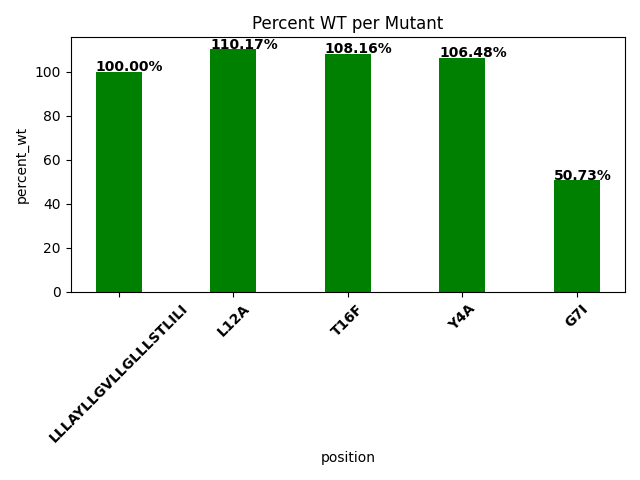 Percent WT per Mutant
percent_wt
100
80
60
40
20
0
100.00%
110.17%
108.16%
106.48%
50.73%
LLLAYLLGVLLGLLLSTLILI
L12A
T16F
Y4A
G7I
position